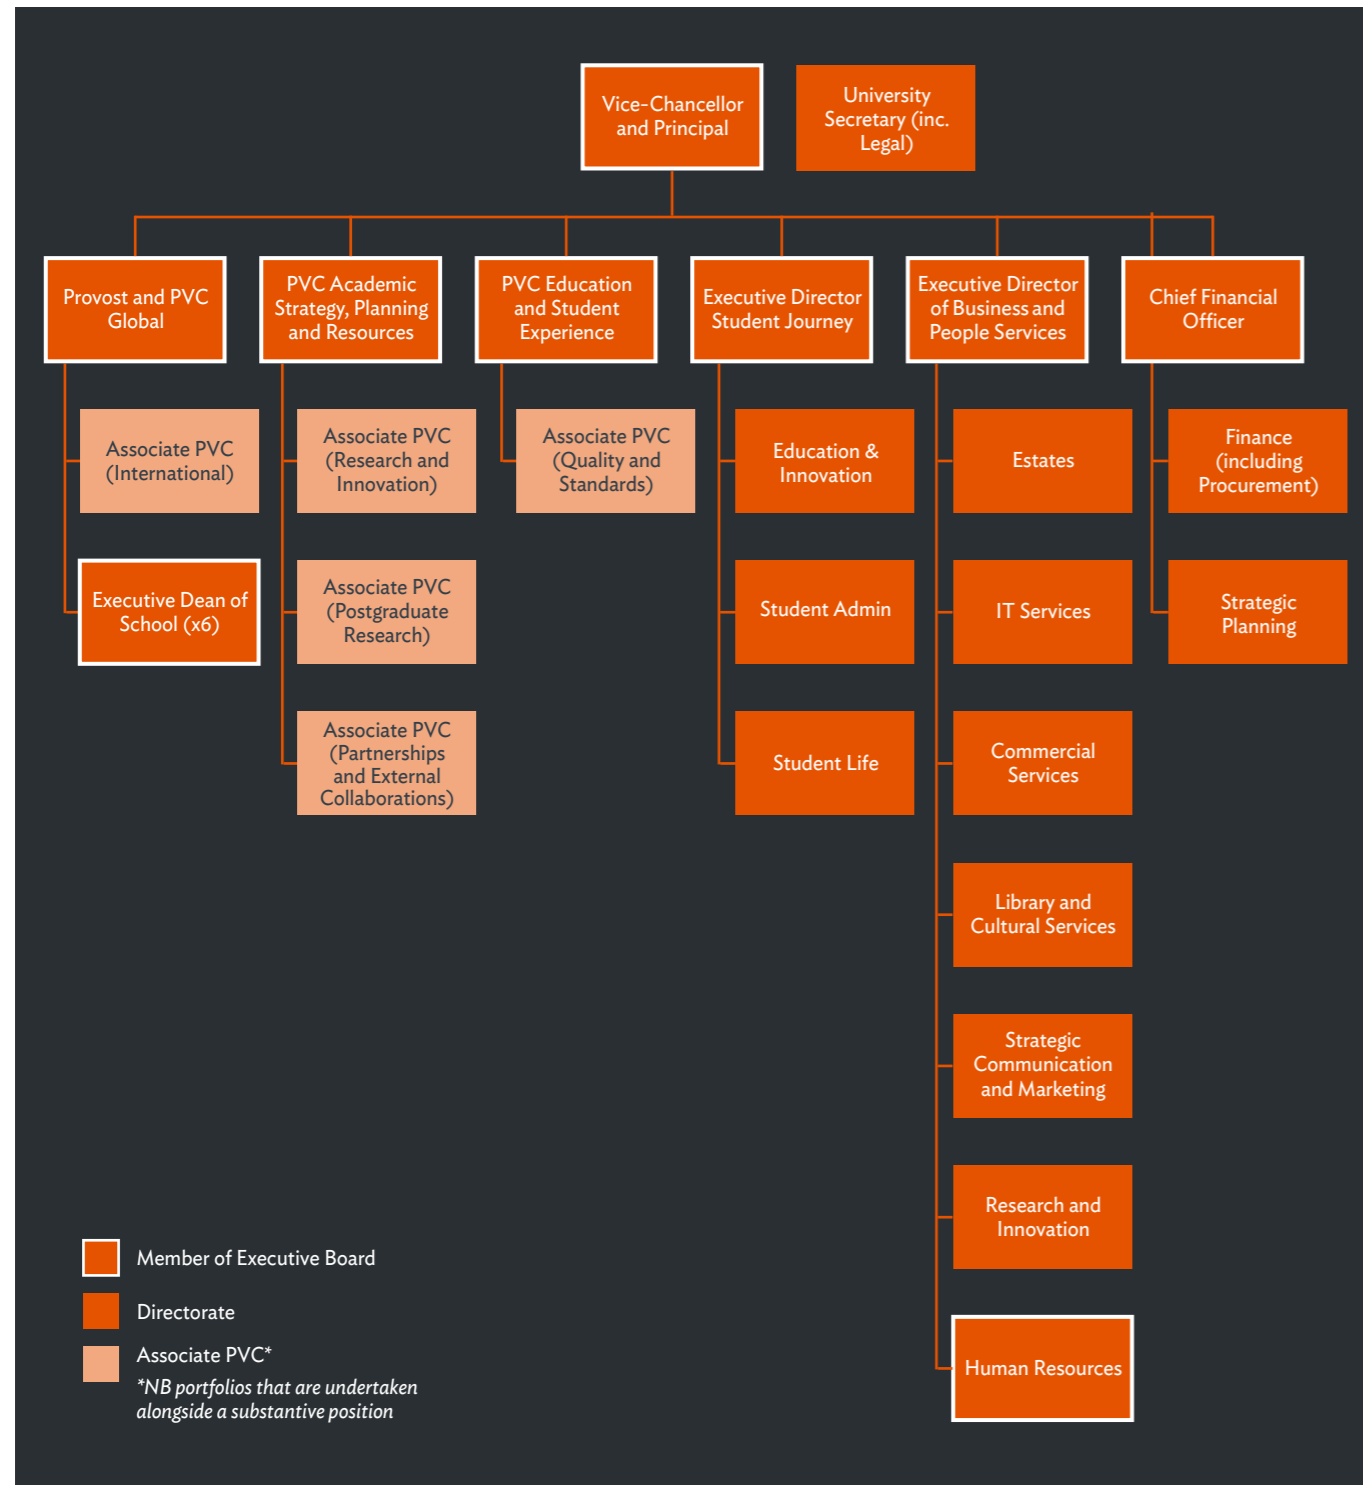 Vice-Chancellor
and Principal
University
Secretary (inc.
Legal)
Provost and PVC
Global
PVC Academic
Strategy, Planning
and Resources
PVC Education
and Student
Experience
Executive Director
Student Journey
Executive Director
of Business and
People Services
Chief Financial
Officer
Associate PVC
(International)
Associate PVC
(Research and
Innovation)
Associate PVC
(Quality and
Standards)
Education &
Innovation
Estates
Finance
(including
Procurement)
Executive Dean of
School (x6)
Associate PVC
(Postgraduate
Research)
Student Admin
IT Services
Strategic
Planning
Associate PVC
(Partnerships
and External
Collaborations)
Student Life
Commercial
Services
Library and
Cultural Services
Strategic
Communication
and Marketing
Research and
Innovation
Human Resources
Member of Executive Board
Directorate
Associate PVC*
*NB portfolios that are undertaken
alongside a substantive position